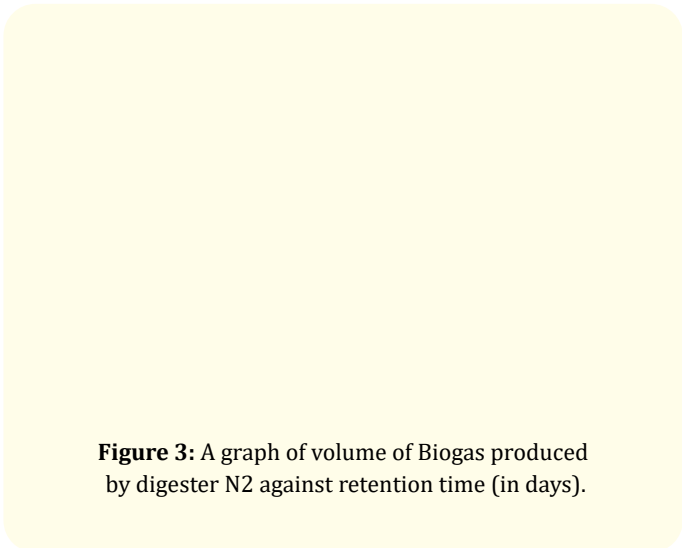 Figure 3: A graph of volume of Biogas produced
by digester N2 against retention time (in days).